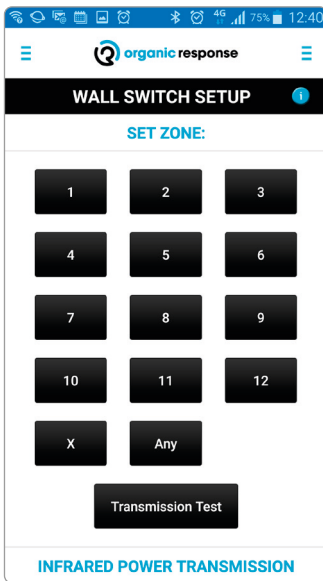 4G 75% 12:40
organic response
WALL SWITCH SETUP i
SET ZONE:
1 2 3
4 5 6
7 8 9
10 11 12
X Any
Transmission Test
INFRARED POWER TRANSMISSION